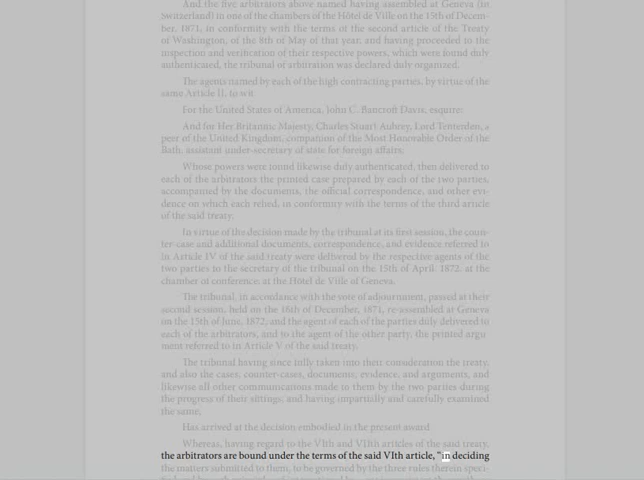 And the five arbitrators above named having assembled at Geneva (in
Switzerland) in one of the chambers of the Hôtel de Ville on the 15th of Decem-
ber, 1871, in conformity with the terms of the second article of the Treaty
of Washington, of the 8th of May of that year, and having proceeded to the
inspection and verification of their respective powers, which were found duly
authenticated, the tribunal of arbitration was declared duly organized.
The agents named by each of the high contracting parties, by virtue of the
same Article II, to wit:
For the United States of America, John C. Bancroft Davis, esquire;
And for Her Britannic Majesty, Charles Stuart Aubrey, Lord Tenterden, a
peer of the United Kingdom, companion of the Most Honorable Order of the
Bath, assistant under-secretary of state for foreign affairs;
Whose powers were found likewise duly authenticated, then delivered to
each of the arbitrators the printed case prepared by each of the two parties,
accompanied by the documents, the official correspondence, and other evi-
dence on which each relied, in conformity with the terms of the third article
of the said treaty.
In virtue of the decision made by the tribunal at its first session, the coun-
ter-case and additional documents, correspondence, and evidence referred to
in Article IV of the said treaty were delivered by the respective agents of the
two parties to the secretary of the tribunal on the 15th of April, 1872, at the
chamber of conference, at the Hôtel de Ville of Geneva.
The tribunal, in accordance with the vote of adjournment, passed at their
second session, held on the 16th of December, 1871, re-assembled at Geneva
on the 15th of June, 1872; and the agent of each of the parties duly delivered to
each of the arbitrators, and to the agent of the other party, the printed argu-
ment referred to in Article V of the said treaty.
The tribunal having since fully taken into their consideration the treaty,
and also the cases, counter-cases, documents, evidence, and arguments, and
likewise all other communications made to them by the two parties during
the progress of their sittings, and having impartially and carefully examined
the same,
Has arrived at the decision embodied in the present award:
Whereas, having regard to the VIth and VIIth articles of the said treaty,
the arbitrators are bound under the terms of the said VIth article, “in deciding
the matters submitted to them, to be governed by the three rules therein speci-